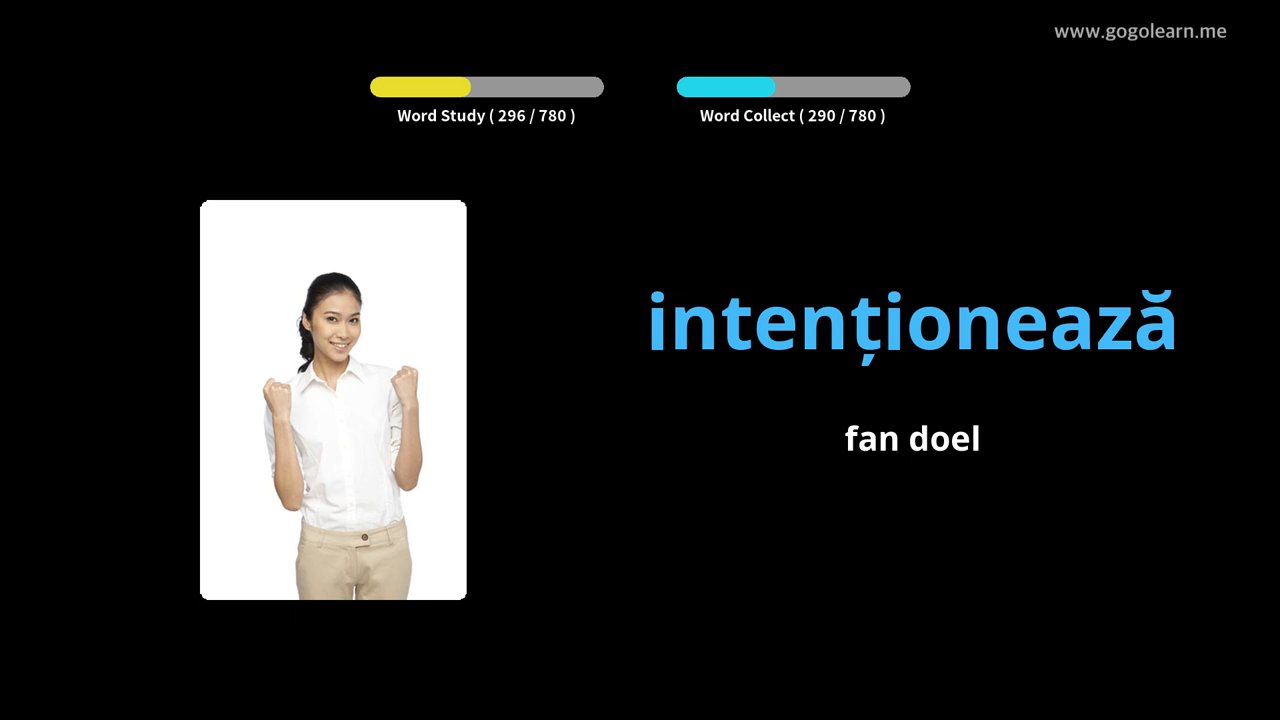 www.gogolearn.me
Word Study ( 296 / 780 )
Word Collect ( 290 / 780 )
intenționează
fan doel